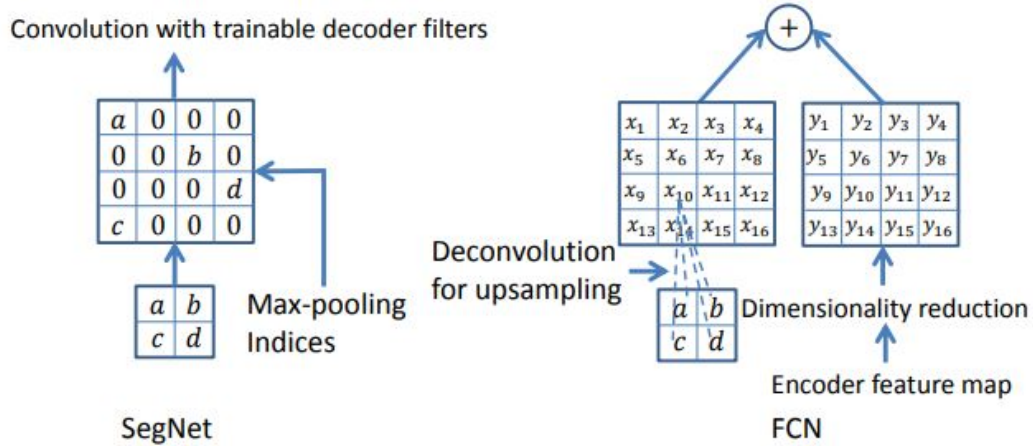 Convolution with trainable decoder filters
a 0 0 0
0 0 b 0
0 0 0 d
c 0 0 0
a b
c d
Max-pooling
Indices
SegNet
+
x₁ x₂ x₃ x₄
x₅ x₆ x₇ x₈
x₉ x₁₀ x₁₁ x₁₂
x₁₃ x₁₄ x₁₅ x₁₆
y₁ y₂ y₃ y₄
y₅ y₆ y₇ y₈
y₉ y₁₀ y₁₁ y₁₂
y₁₃ y₁₄ y₁₅ y₁₆
Deconvolution
for upsampling
a b
c d
Dimensionality reduction
Encoder feature map
FCN